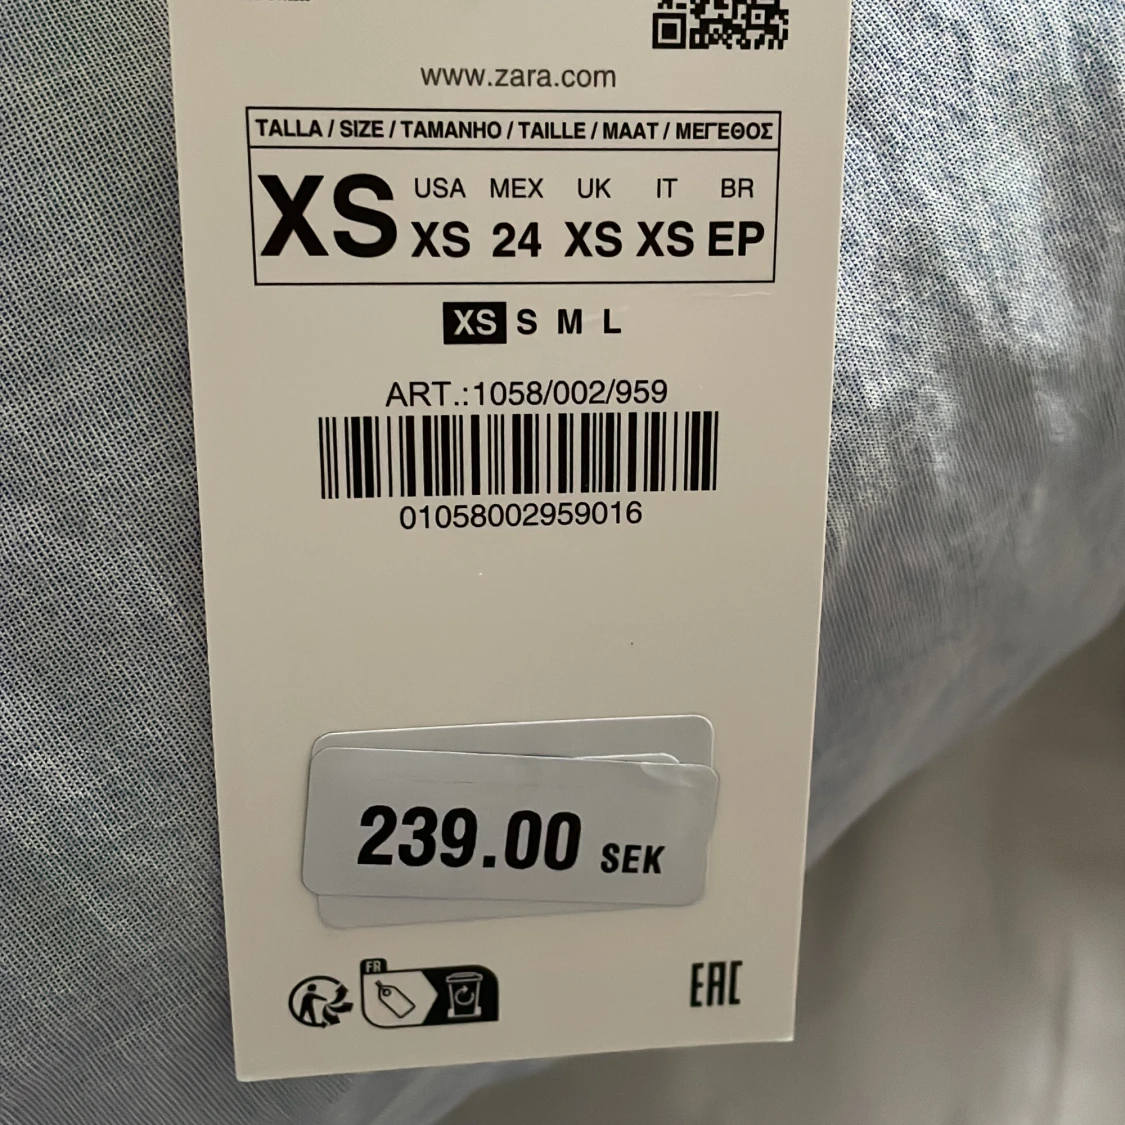 www.zara.com
TALLA / SIZE / TAMANHO / TAILLE / MAAT / ΜΕΓΕΘΟΣ
XS
USA MEX UK IT BR
XS 24 XS XS EP
XS S M L
ART.:1058/002/959
01058002959016
239.00 SEK
FR
EAC